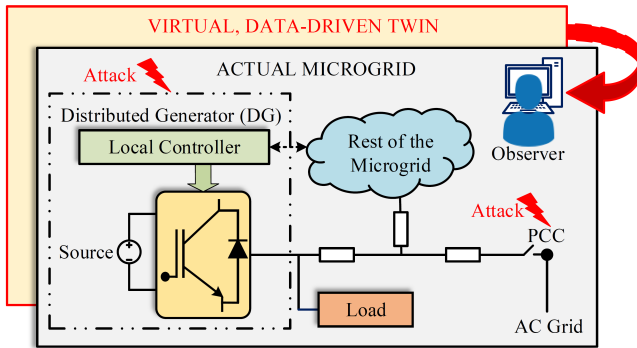 VIRTUAL, DATA-DRIVEN TWIN
Attack
ACTUAL MICROGRID
Distributed Generator (DG)
Local Controller
Rest of the
Microgrid
Observer
Attack
PCC
Source
Load
AC Grid